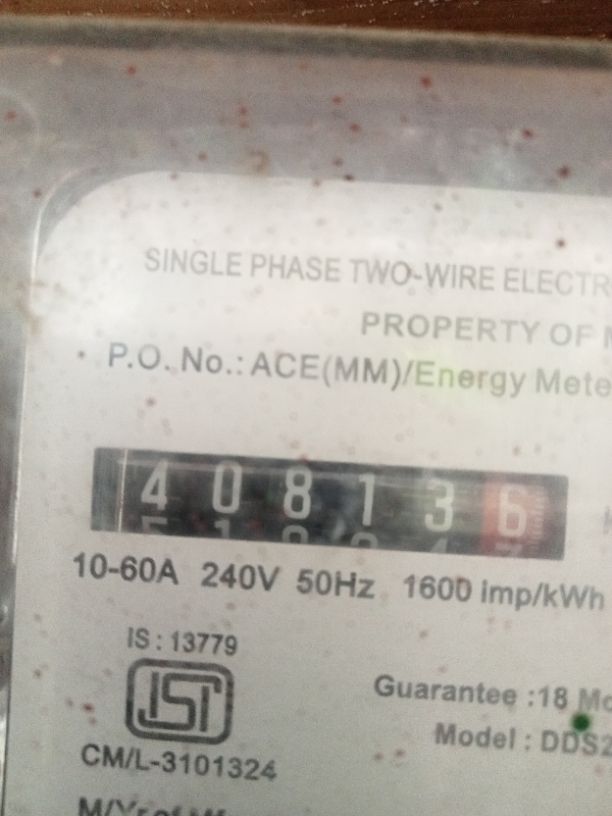 SINGLE PHASE TWO-WIRE ELECTR
PROPERTY OF M
P.O. No.: ACE(MM)/Energy Mete
408136
10-60A 240V 50Hz 1600 imp/kWh
IS : 13779
ISI
Guarantee :18 Mo
Model : DDS2
CM/L-3101324